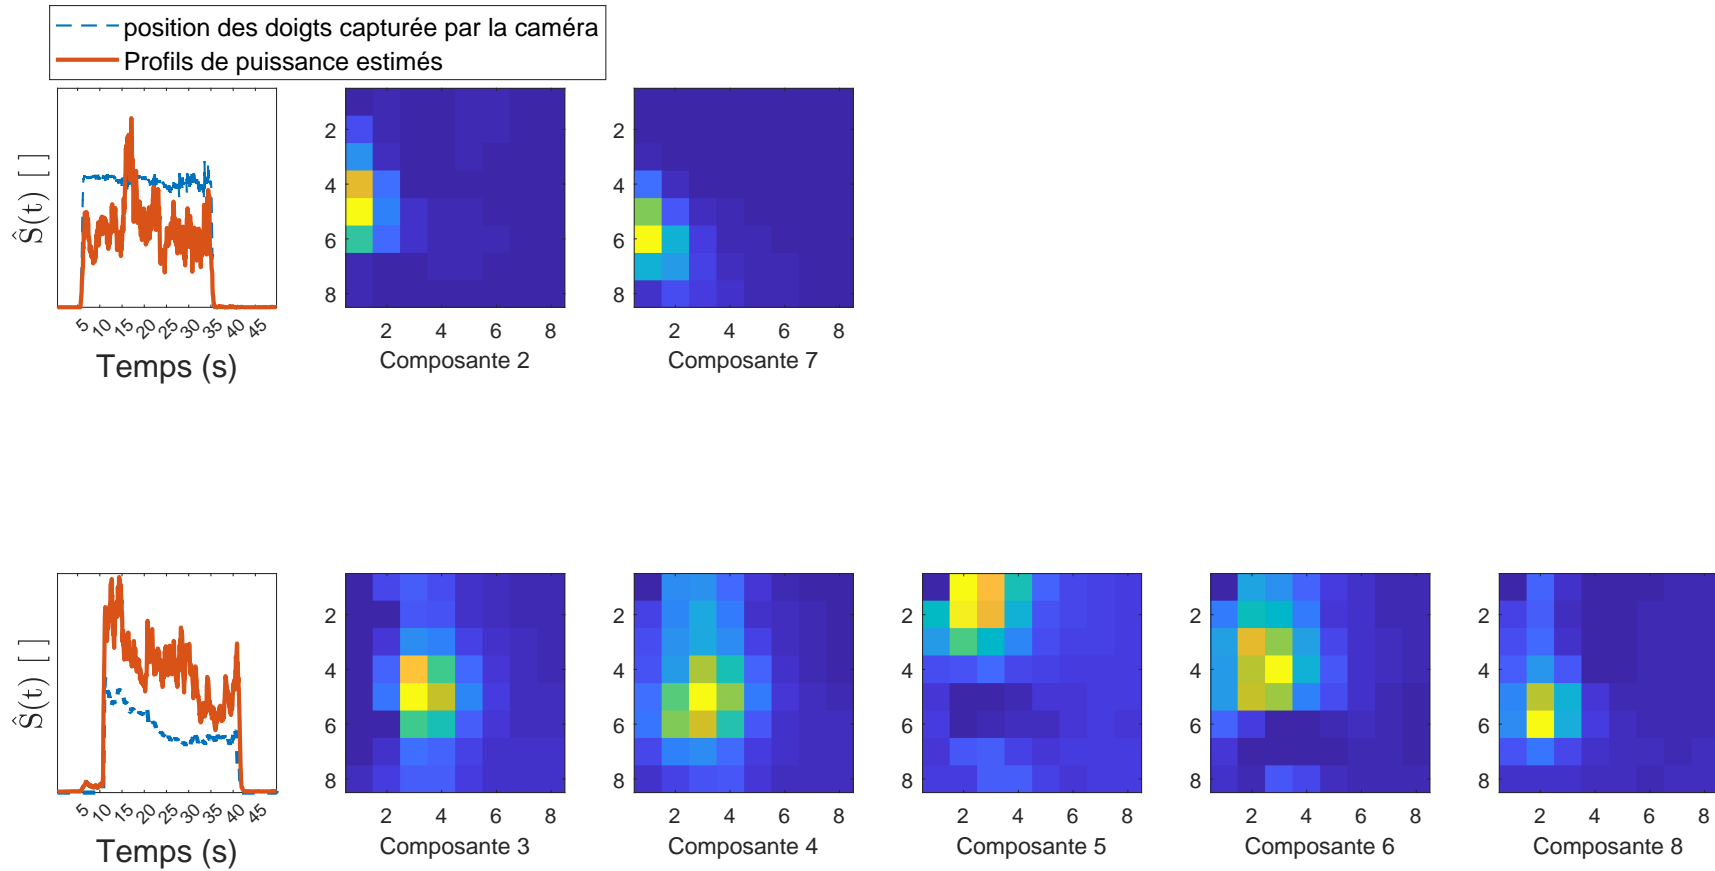 position des doigts capturée par la caméra
Profils de puissance estimés
Ŝ(t) [ ]
5 10 15 20 25 30 35 40 45
Temps (s)
2
4
6
8
2 4 6 8
Composante 2
2
4
6
8
2 4 6 8
Composante 7
Ŝ(t) [ ]
5 10 15 20 25 30 35 40 45
Temps (s)
2
4
6
8
2 4 6 8
Composante 3
2
4
6
8
2 4 6 8
Composante 4
2
4
6
8
2 4 6 8
Composante 5
2
4
6
8
2 4 6 8
Composante 6
2
4
6
8
2 4 6 8
Composante 8